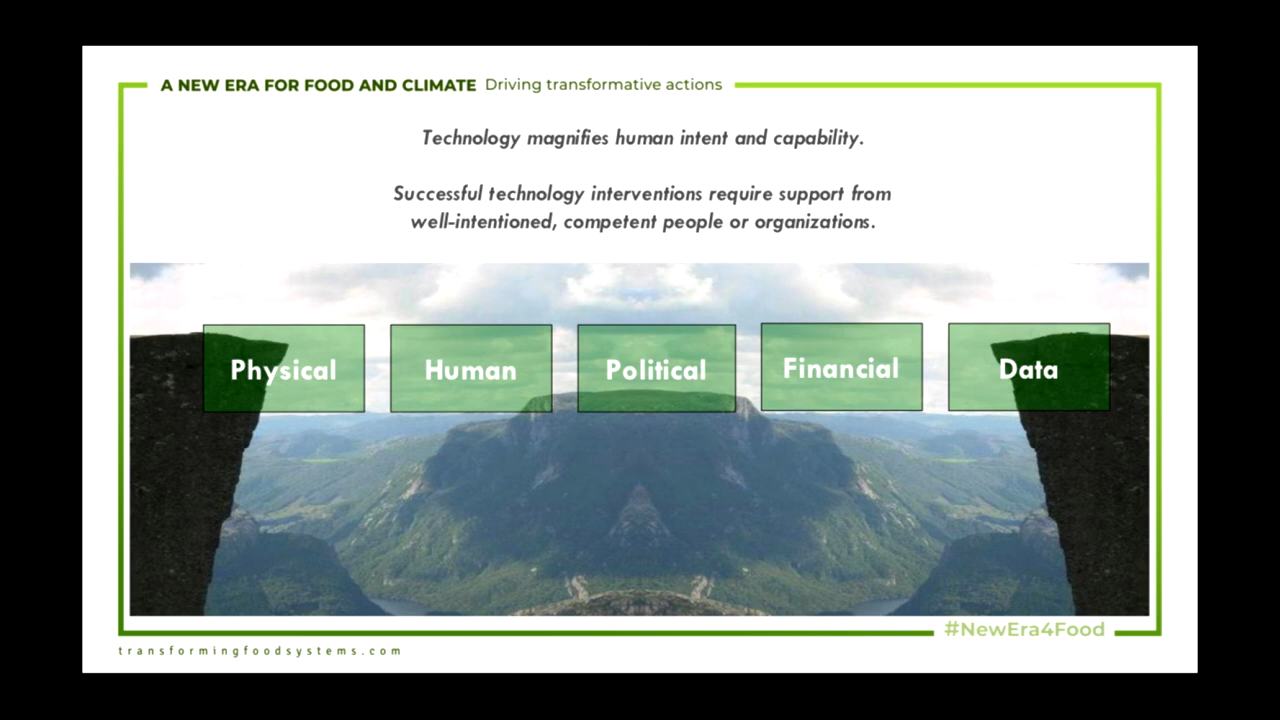 A NEW ERA FOR FOOD AND CLIMATE Driving transformative actions
Technology magnifies human intent and capability.
Successful technology interventions require support from
well-intentioned, competent people or organizations.
Physical Human Political Financial Data
#NewEra4Food
transformingfoodsystems.com